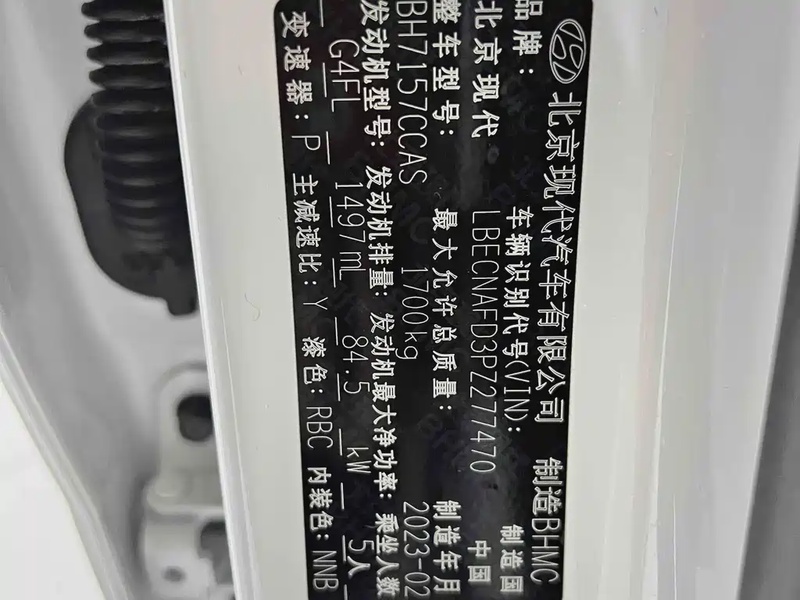 北京现代汽车有限公司 制造BHMC
品牌: 车辆识别代号(VIN): 制造国
北京现代 LBECNAFD3PZ277470 中国
整车型号: 最大允许总质量: 制造年月
BH7157CCAS 1700kg 2023-02
发动机型号: 发动机排量: 发动机最大净功率: 乘坐人数
G4FL 1497mL 84.5 kW 5人
变速器: P 主减速比: Y 漆色: RBC 内装色: NNB